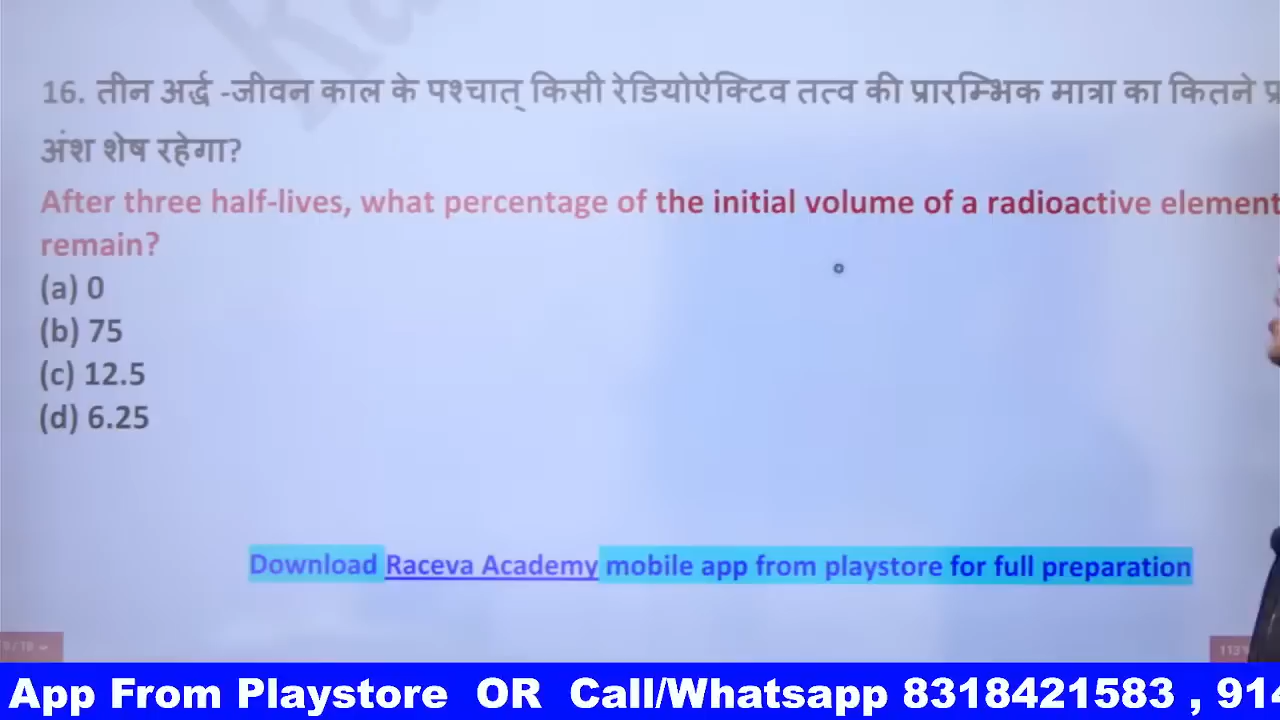 16. तीन अर्द्ध -जीवन काल के पश्चात् किसी रेडियोऐक्टिव तत्व की प्रारम्भिक मात्रा का कितने प्र
अंश शेष रहेगा?
After three half-lives, what percentage of the initial volume of a radioactive element
remain?
(a) 0
(b) 75
(c) 12.5
(d) 6.25
Download Raceva Academy mobile app from playstore for full preparation
113%
App From Playstore OR Call/Whatsapp 8318421583 , 914